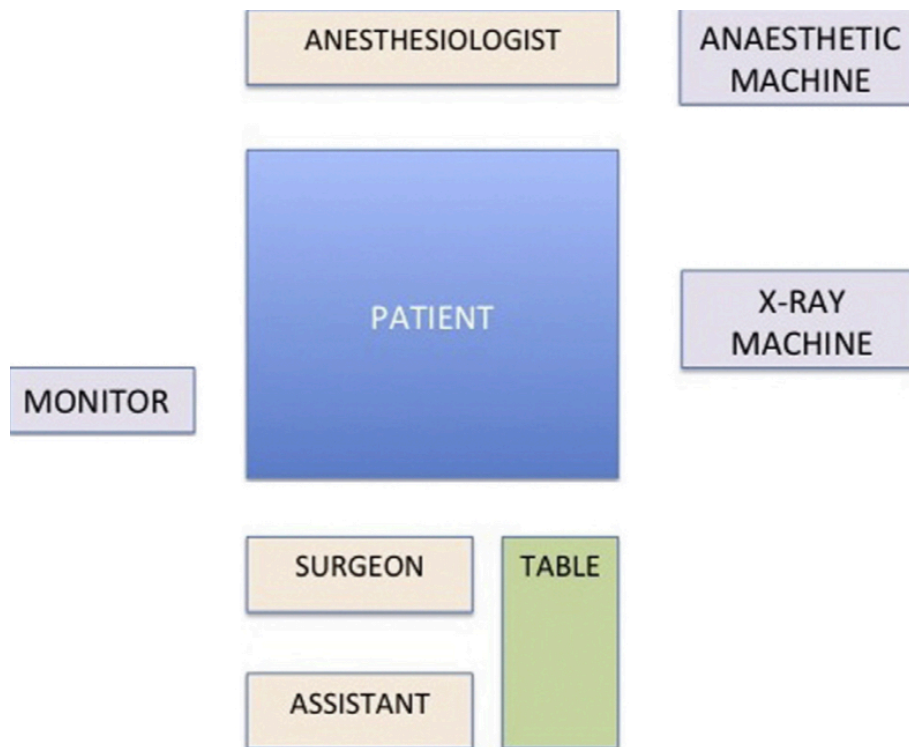 ANESTHESIOLOGIST
ANAESTHETIC
MACHINE
PATIENT
X-RAY
MACHINE
MONITOR
SURGEON
TABLE
ASSISTANT